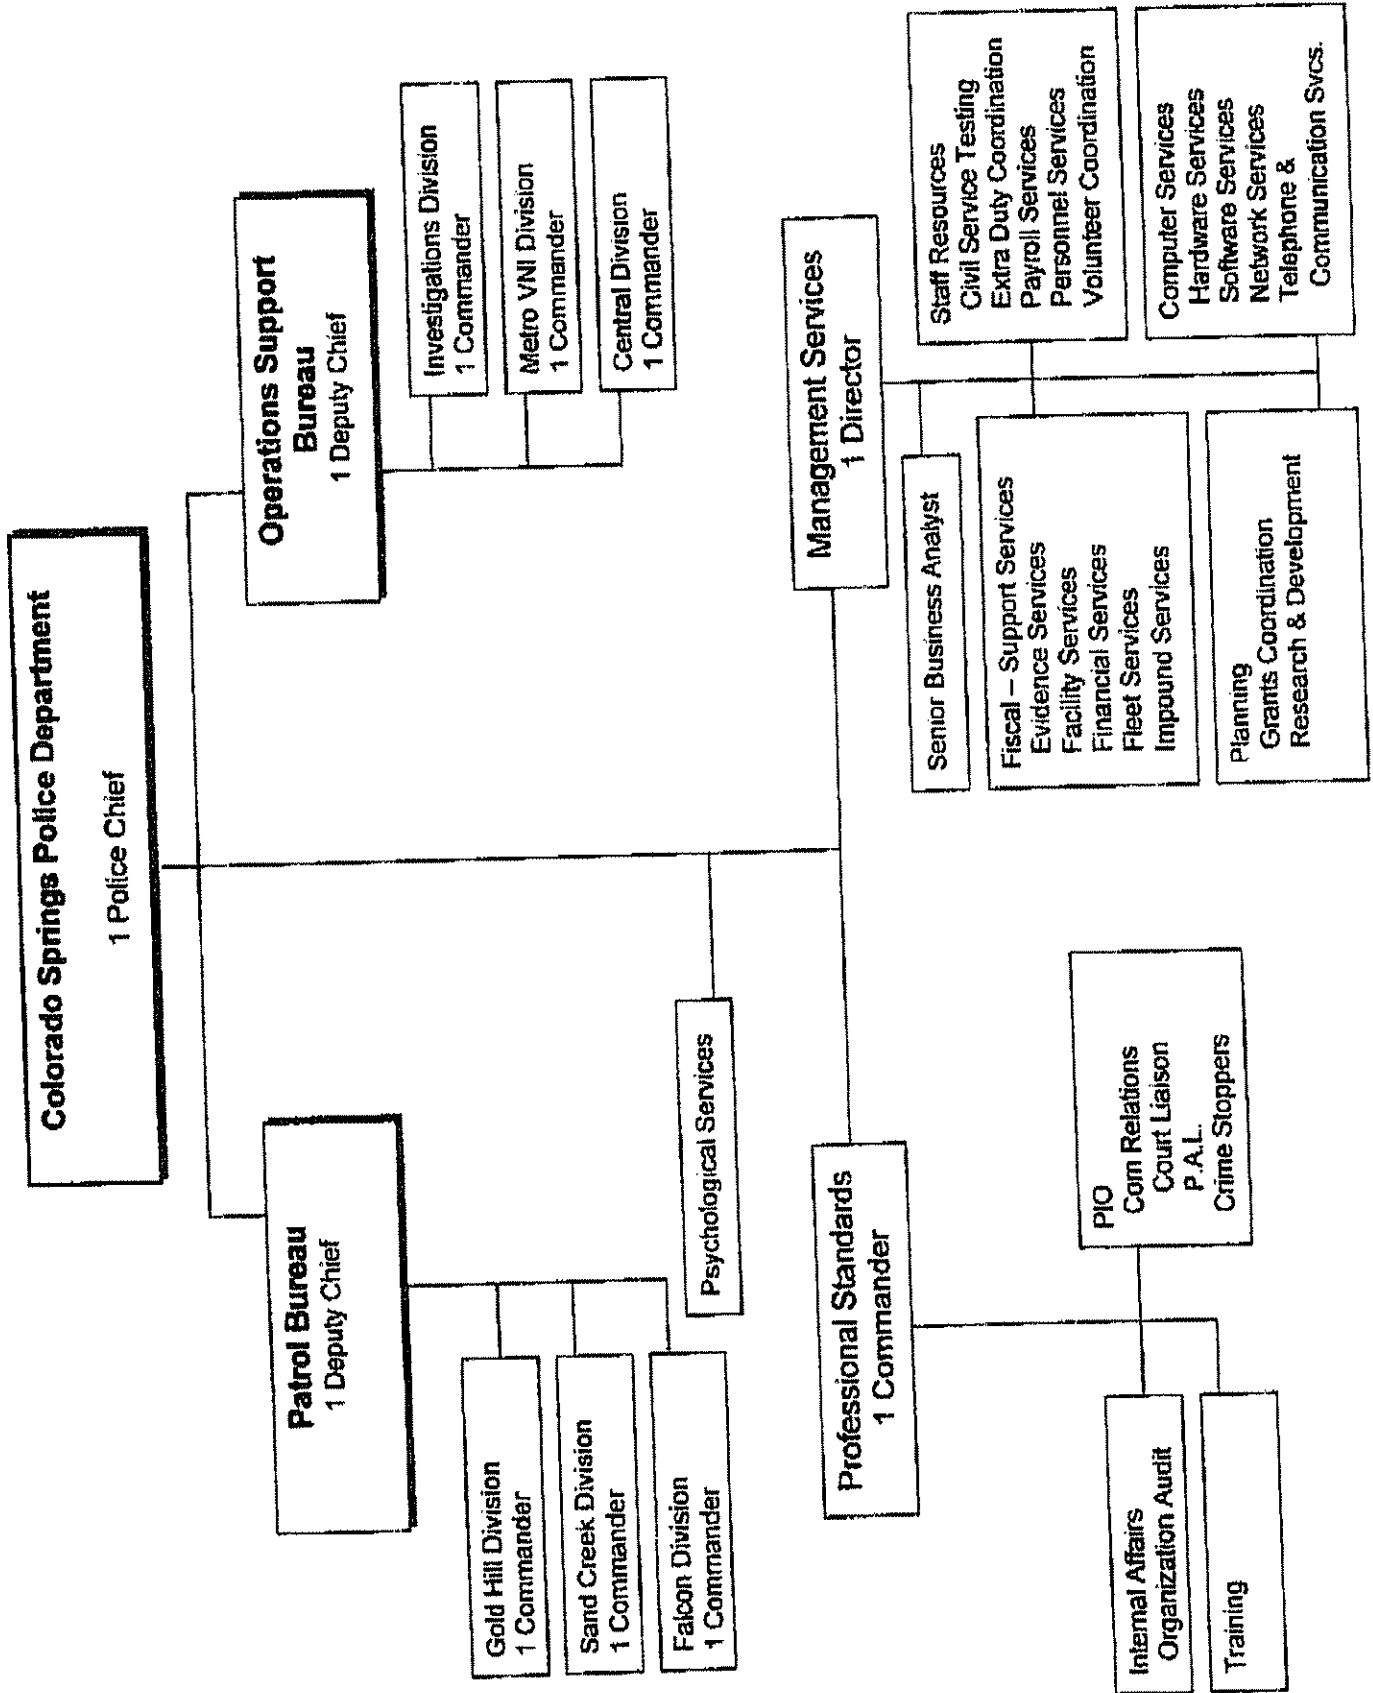 Colorado Springs Police Department
1 Police Chief
Patrol Bureau
1 Deputy Chief
Operations Support
Bureau
1 Deputy Chief
Gold Hill Division
1 Commander
Sand Creek Division
1 Commander
Falcon Division
1 Commander
Investigations Division
1 Commander
Metro VNI Division
1 Commander
Central Division
1 Commander
Psychological Services
Professional Standards
1 Commander
Management Services
1 Director
Internal Affairs
Organization Audit
Training
PIO
Com Relations
Court Liaison
P.A.L.
Crime Stoppers
Senior Business Analyst
Fiscal – Support Services
Evidence Services
Facility Services
Financial Services
Fleet Services
Impound Services
Planning
Grants Coordination
Research & Development
Staff Resources
Civil Service Testing
Extra Duty Coordination
Payroll Services
Personnel Services
Volunteer Coordination
Computer Services
Hardware Services
Software Services
Network Services
Telephone &
Communication Svcs.